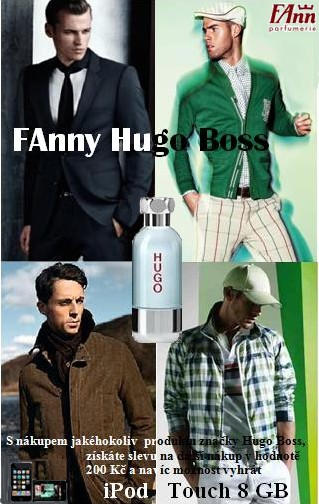 FAnn
parfumerie
FAnny Hugo Boss
HUGO
S nákupem jakéhokoliv produktu značky Hugo Boss,
získáte slevu na další nákup v hodnotě
200 Kč a navíc možnost vyhrát
iPod Touch 8 GB